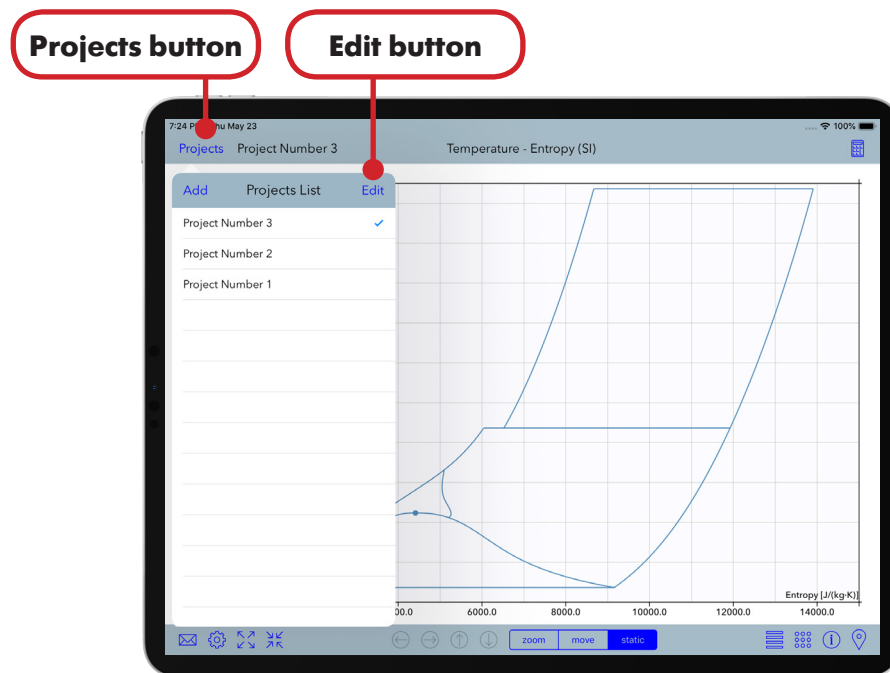 Projects button Edit button
7:24 P hu May 23 100%
Projects Project Number 3 Temperature - Entropy (SI)
Add Projects List Edit
Project Number 3
Project Number 2
Project Number 1
Entropy [J/(kg·K)]
00.0 6000.0 8000.0 10000.0 12000.0 14000.0
zoom move static